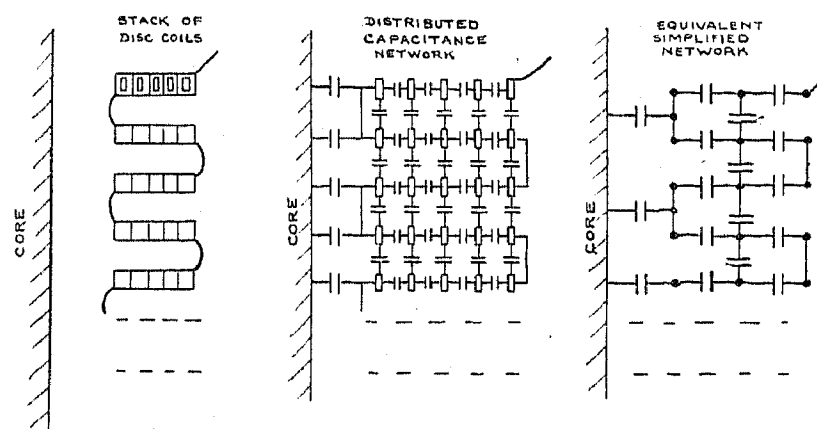 STACK OF
DISC COILS
DISTRIBUTED
CAPACITANCE
NETWORK
EQUIVALENT
SIMPLIFIED
NETWORK
CORE
CORE
CORE